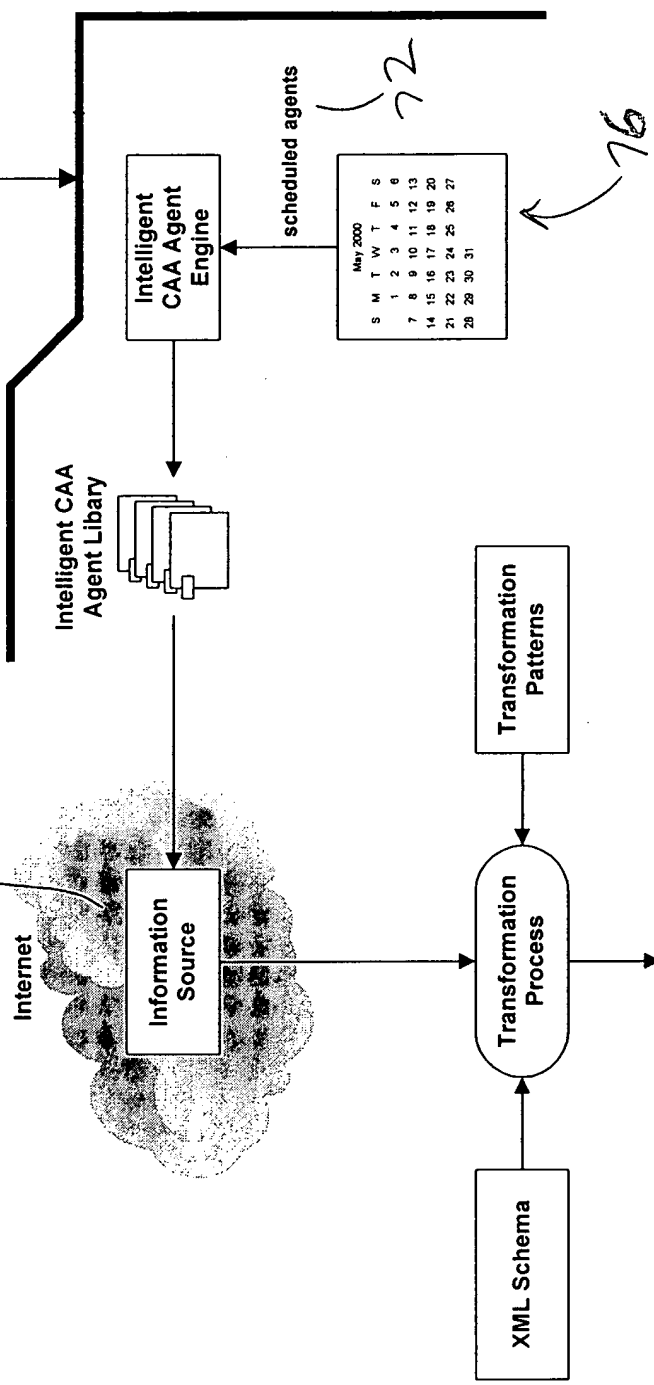 Internet
Information
Source
Intelligent CAA
Agent Libary
Intelligent
CAA Agent
Engine
scheduled agents
72
May 2000
S M T W T F S
1 2 3 4 5 6
7 8 9 10 11 12 13
14 15 16 17 18 19 20
21 22 23 24 25 26 27
28 29 30 31
76
XML Schema
Transformation
Process
Transformation
Patterns